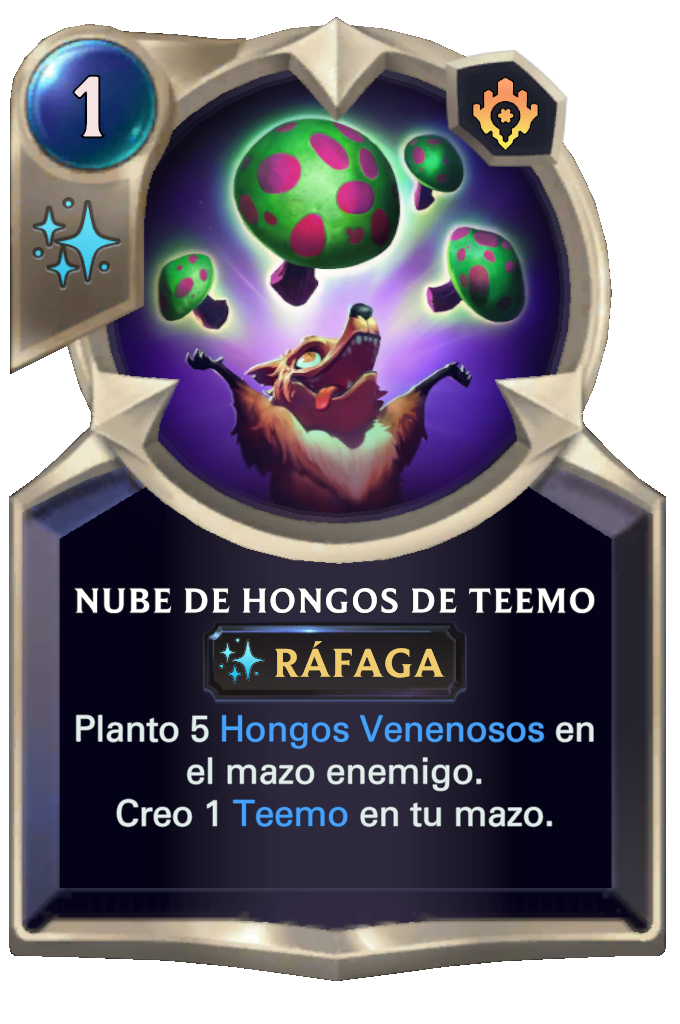 1
NUBE DE HONGOS DE TEEMO
RÁFAGA
Planto 5 Hongos Venenosos en
el mazo enemigo.
Creo 1 Teemo en tu mazo.